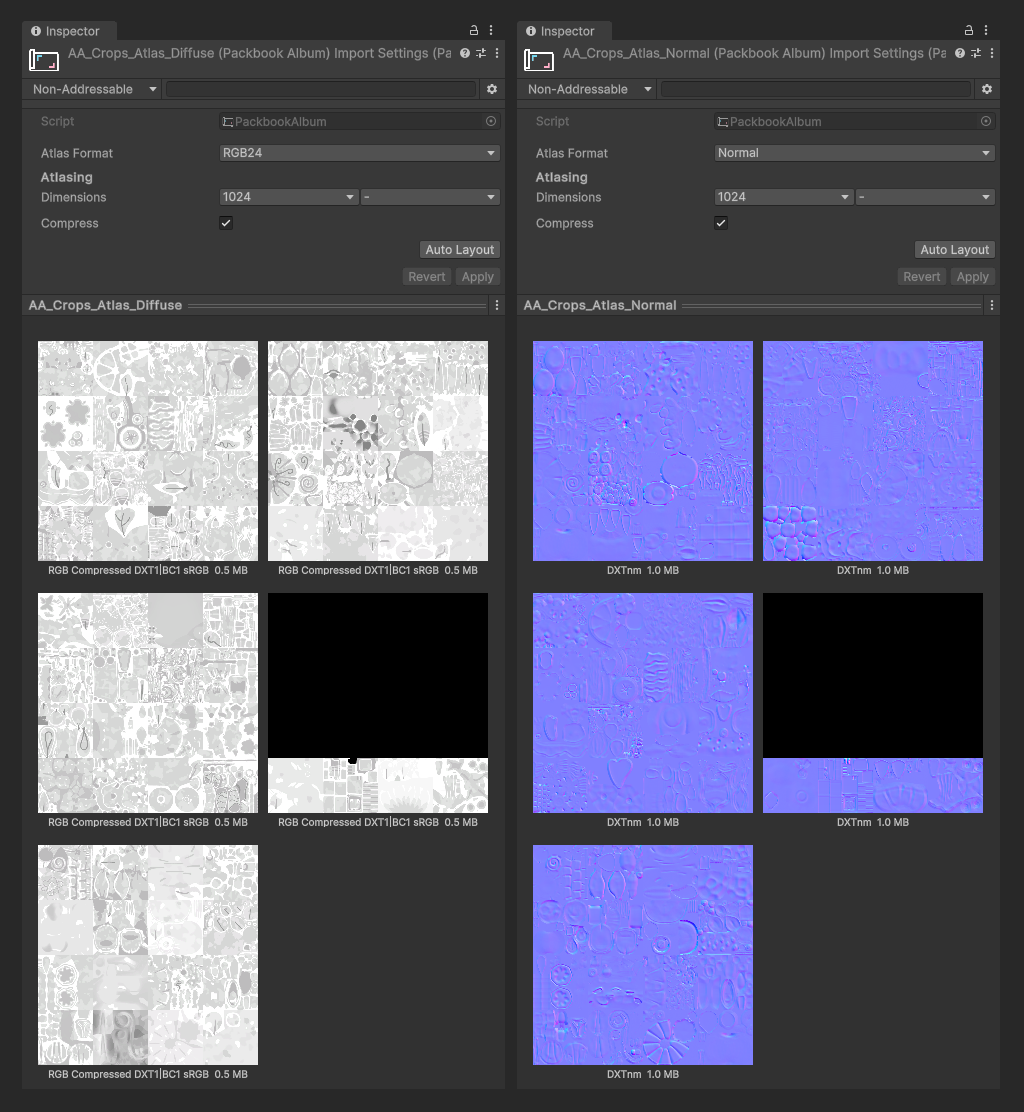 Inspector
AA_Crops_Atlas_Diffuse (Packbook Album) Import Settings (Pa
Non-Addressable
Script
PackbookAlbum
Atlas Format
RGB24
Atlasing
Dimensions
1024
-
Compress
Auto Layout
Revert
Apply
AA_Crops_Atlas_Diffuse
RGB Compressed DXT1|BC1 sRGB 0.5 MB
RGB Compressed DXT1|BC1 sRGB 0.5 MB
RGB Compressed DXT1|BC1 sRGB 0.5 MB
RGB Compressed DXT1|BC1 sRGB 0.5 MB
RGB Compressed DXT1|BC1 sRGB 0.5 MB
Inspector
AA_Crops_Atlas_Normal (Packbook Album) Import Settings (Pa
Non-Addressable
Script
PackbookAlbum
Atlas Format
Normal
Atlasing
Dimensions
1024
-
Compress
Auto Layout
Revert
Apply
AA_Crops_Atlas_Normal
DXTnm 1.0 MB
DXTnm 1.0 MB
DXTnm 1.0 MB
DXTnm 1.0 MB
DXTnm 1.0 MB